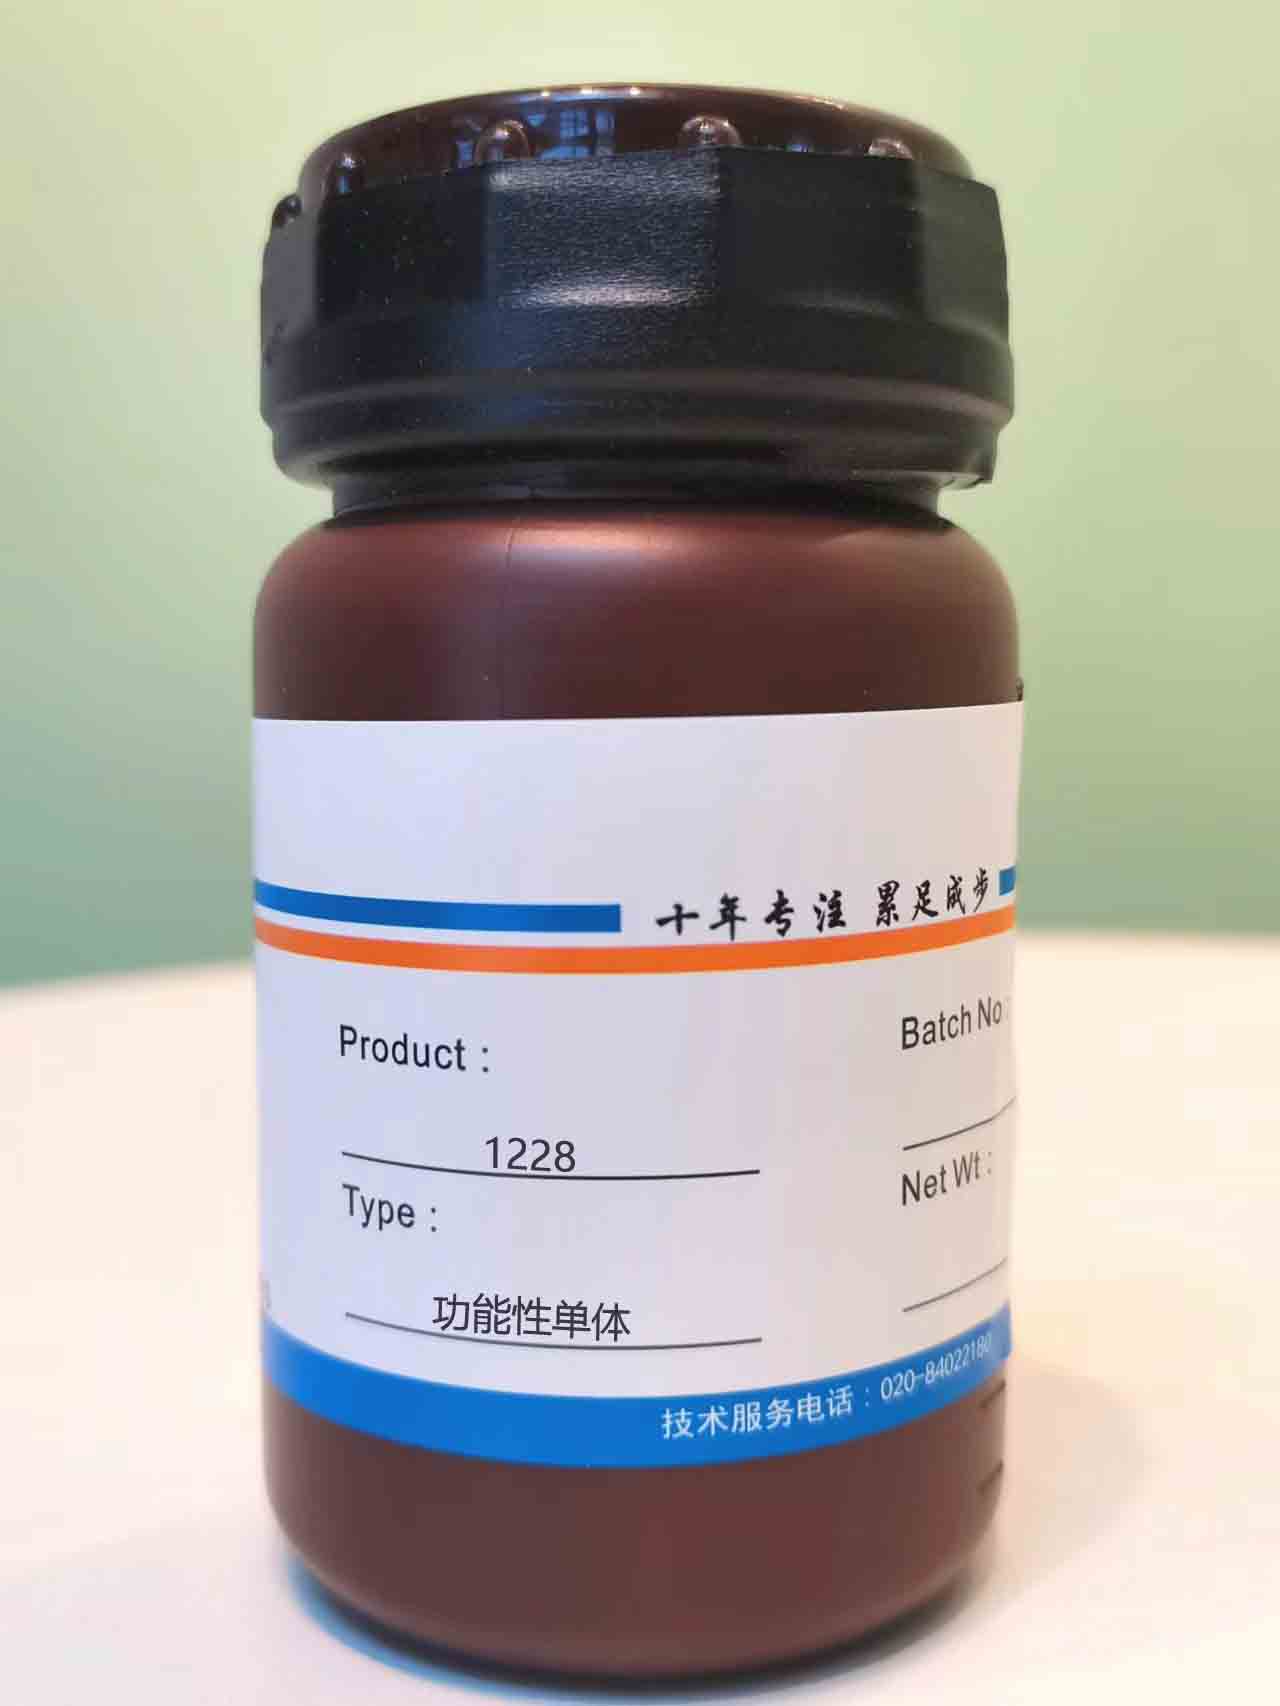 十年专注 累足成步
Product :
Batch No :
1228
Type :
Net Wt :
功能性单体
技术服务电话 : 020-84022180